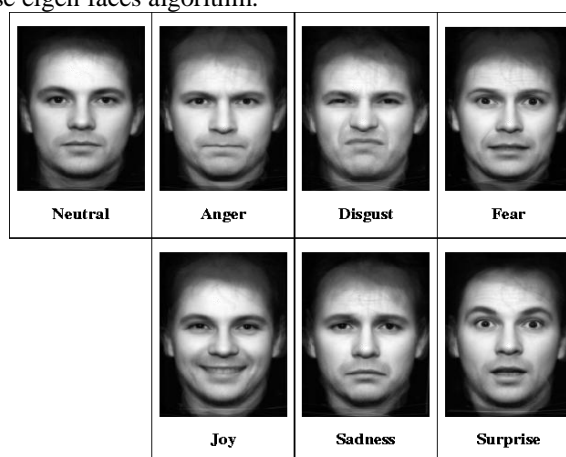 se eigen faces algorithm.
Neutral Anger Disgust Fear
Joy Sadness Surprise